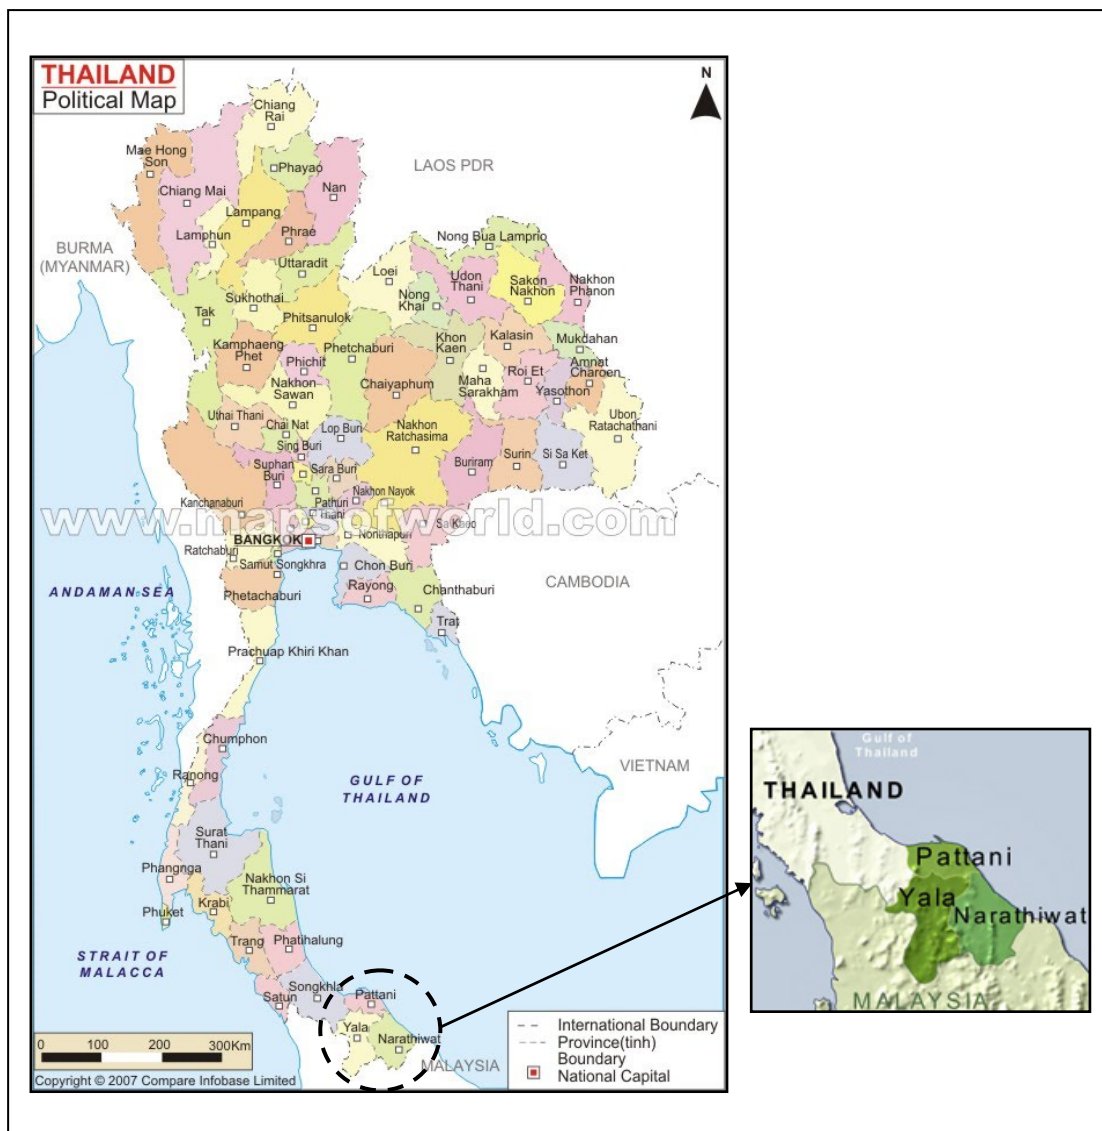 THAILAND
Political Map
N
Chiang
Rai
Mae Hong
Son
Phayao
LAOS PDR
Chiang Mai
Nan
Lampang
Lamphun
Phrae
Nong Bua Lamprio
BURMA
(MYANMAR)
Uttaradit
Loei
Udon
Thani
Sakon
Nakhon
Nakhon
Phanon
Nong
Khai
Sukhothai
Tak
Phitsanulok
Khon
Kaen
Kalasin
Mukdahan
Kamphaeng
Phet
Phetchaburi
Phichit
Amnat
Charoen
Roi Et
Maha
Sarakham
Chaiyaphum
Yasothon
Nakhon
Sawan
Uthai Thani
Chai Nat
Lop Buri
Nakhon
Ratchasima
Ubon
Ratachathani
Sing Buri
Surin
Si Sa Ket
Suphan
Buri
Sara Buri
Buriram
Kanchanaburi
Nakhon Nayok
Pathuri
Thani
www.mapsofworld.com
Sa Kaeo
Nonthapuri
BANGKOK
Ratchaburi
Samut Songkhra
Chon Buri
CAMBODIA
Rayong
Chanthaburi
ANDAMAN SEA
Phetachaburi
Trat
Prachuap Khiri Khan
Chumphon
Ranong
VIETNAM
GULF OF
THAILAND
Surat
Thani
Phangnga
Nakhon Si
Thammarat
Krabi
Phuket
Trang
Phatihalung
STRAIT OF
MALACCA
Songkhla
Satun
Pattani
Yala
Narathiwat
MALAYSIA
0 100 200 300Km
Copyright © 2007 Compare Infobase Limited
International Boundary
Province(tinh)
Boundary
National Capital
Gulf of
Thailand
THAILAND
Pattani
Yala
Narathiwat
MALAYSIA